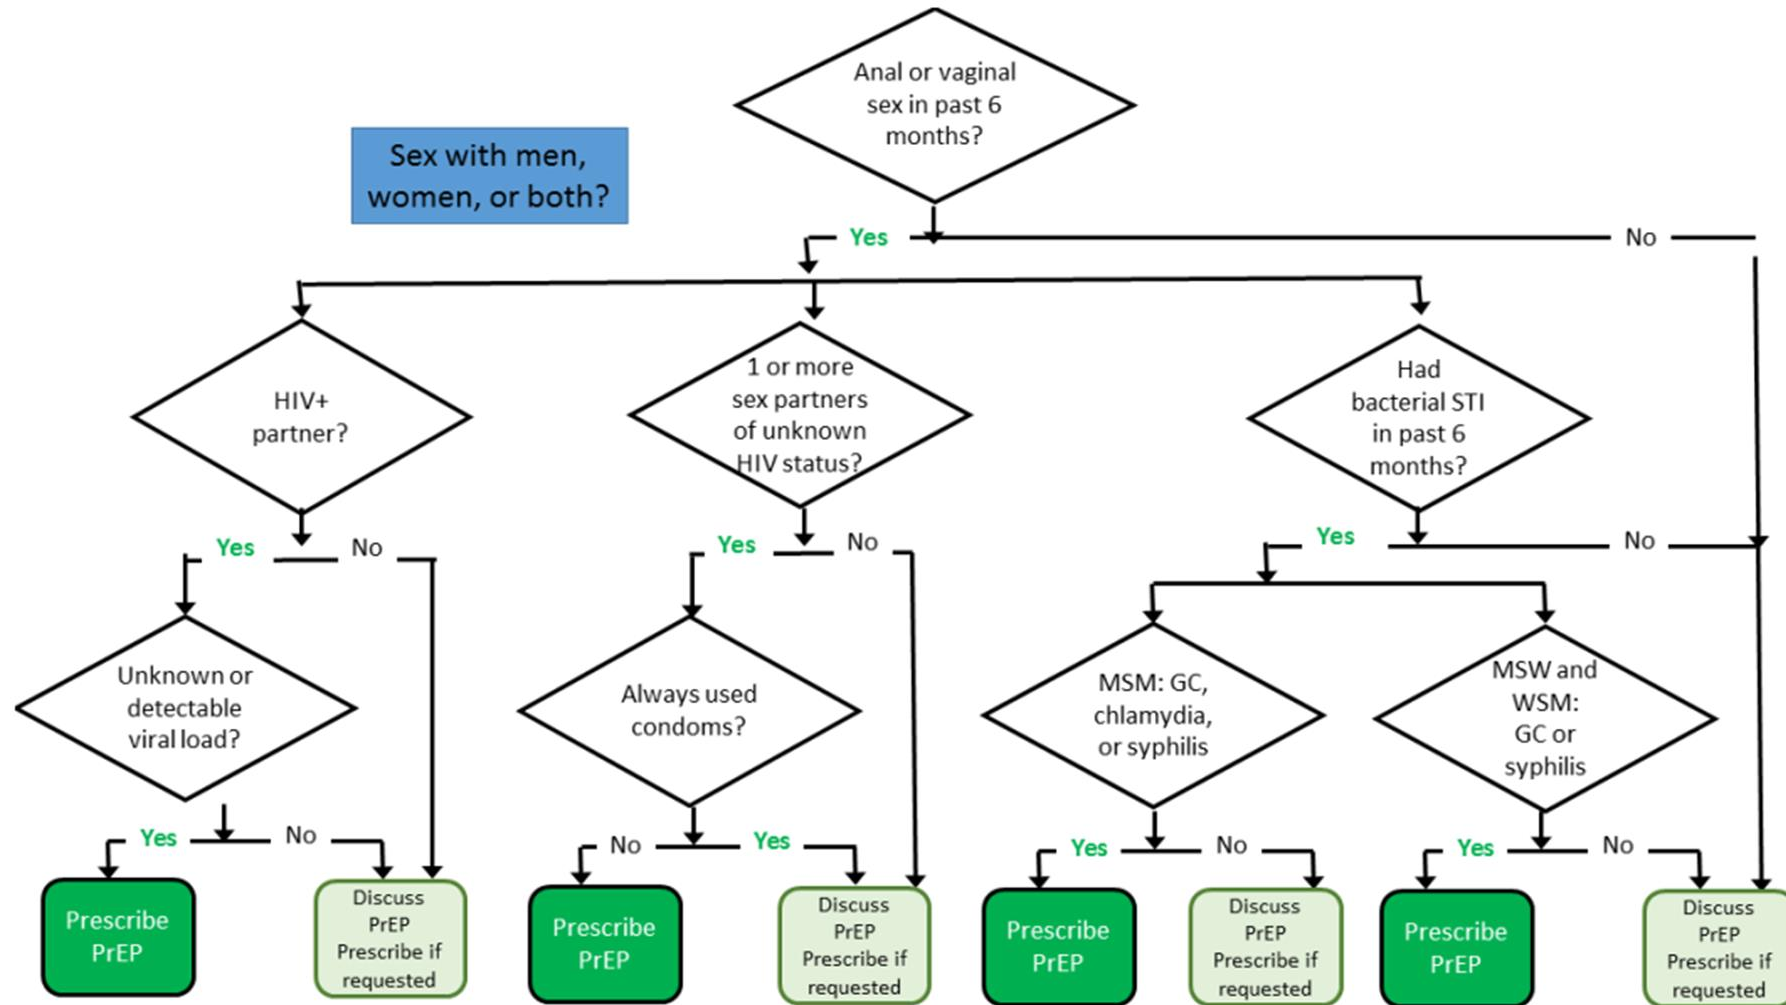 Anal or vaginal
sex in past 6
months?
Sex with men,
women, or both?
Yes
No
HIV+
partner?
1 or more
sex partners
of unknown
HIV status?
Had
bacterial STI
in past 6
months?
Yes
No
Yes
No
Yes
No
Unknown or
detectable
viral load?
Always used
condoms?
MSM: GC,
chlamydia,
or syphilis
MSW and
WSM:
GC or
syphilis
Yes
No
No
Yes
Yes
No
Yes
No
Prescribe
PrEP
Discuss
PrEP
Prescribe if
requested
Prescribe
PrEP
Discuss
PrEP
Prescribe if
requested
Prescribe
PrEP
Discuss
PrEP
Prescribe if
requested
Prescribe
PrEP
Discuss
PrEP
Prescribe if
requested